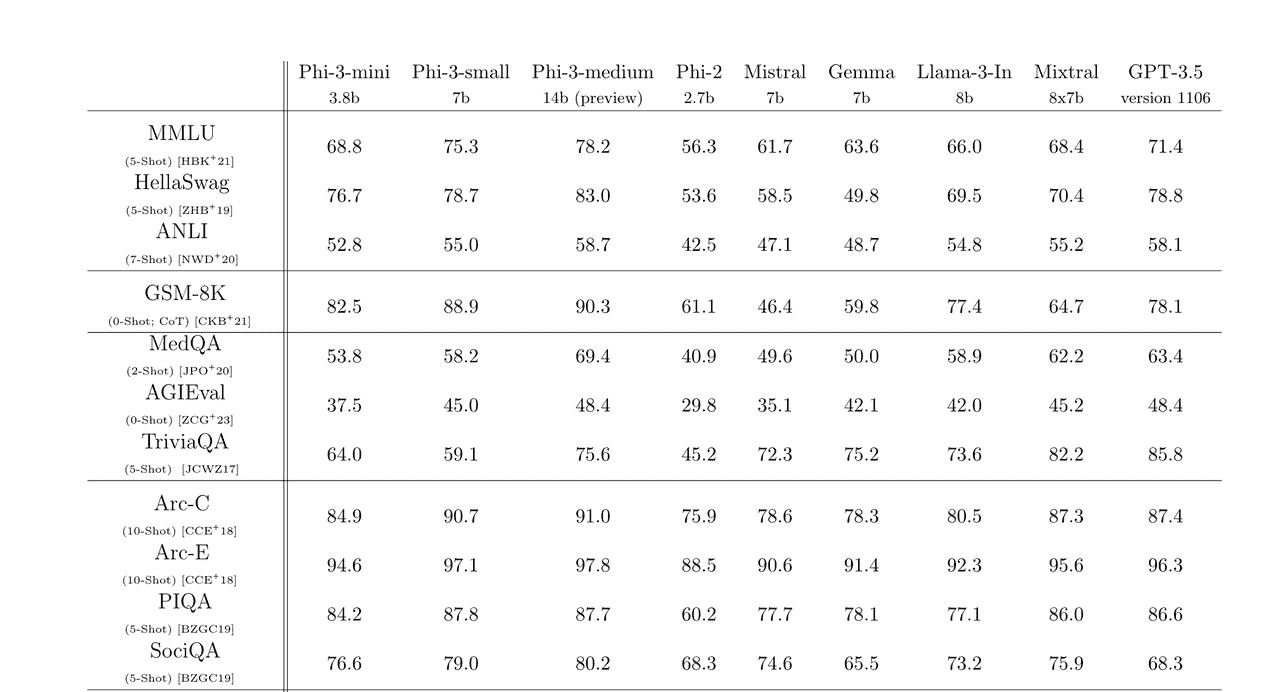 Phi-3-mini Phi-3-small Phi-3-medium Phi-2 Mistral Gemma Llama-3-In Mixtral GPT-3.5
3.8b 7b 14b (preview) 2.7b 7b 7b 8b 8x7b version 1106
MMLU
(5-Shot) [HBK+21] 68.8 75.3 78.2 56.3 61.7 63.6 66.0 68.4 71.4
HellaSwag
(5-Shot) [ZHB+19] 76.7 78.7 83.0 53.6 58.5 49.8 69.5 70.4 78.8
ANLI
(7-Shot) [NWD+20] 52.8 55.0 58.7 42.5 47.1 48.7 54.8 55.2 58.1
GSM-8K
(0-Shot; CoT) [CKB+21] 82.5 88.9 90.3 61.1 46.4 59.8 77.4 64.7 78.1
MedQA
(2-Shot) [JPO+20] 53.8 58.2 69.4 40.9 49.6 50.0 58.9 62.2 63.4
AGIEval
(0-Shot) [ZCG+23] 37.5 45.0 48.4 29.8 35.1 42.1 42.0 45.2 48.4
TriviaQA
(5-Shot) [JCWZ17] 64.0 59.1 75.6 45.2 72.3 75.2 73.6 82.2 85.8
Arc-C
(10-Shot) [CCE+18] 84.9 90.7 91.0 75.9 78.6 78.3 80.5 87.3 87.4
Arc-E
(10-Shot) [CCE+18] 94.6 97.1 97.8 88.5 90.6 91.4 92.3 95.6 96.3
PIQA
(5-Shot) [BZGC19] 84.2 87.8 87.7 60.2 77.7 78.1 77.1 86.0 86.6
SociQA
(5-Shot) [BZGC19] 76.6 79.0 80.2 68.3 74.6 65.5 73.2 75.9 68.3